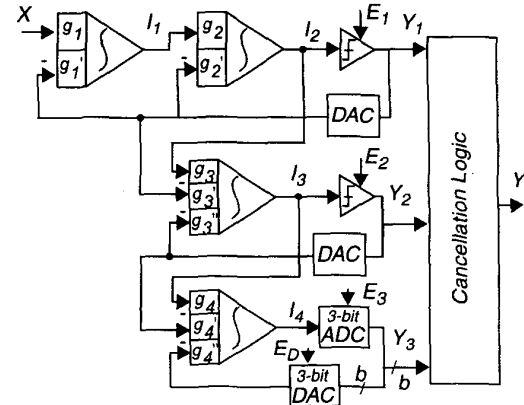 X
g1
g1'
I1
g2
g2'
I2
E1
Y1
DAC
g3
g3'
g3"
I3
E2
Y2
DAC
g4
g4'
g4"
I4
E3
3-bit
ADC
Y3
ED
3-bit
DAC
b
b
Cancellation Logic
Y